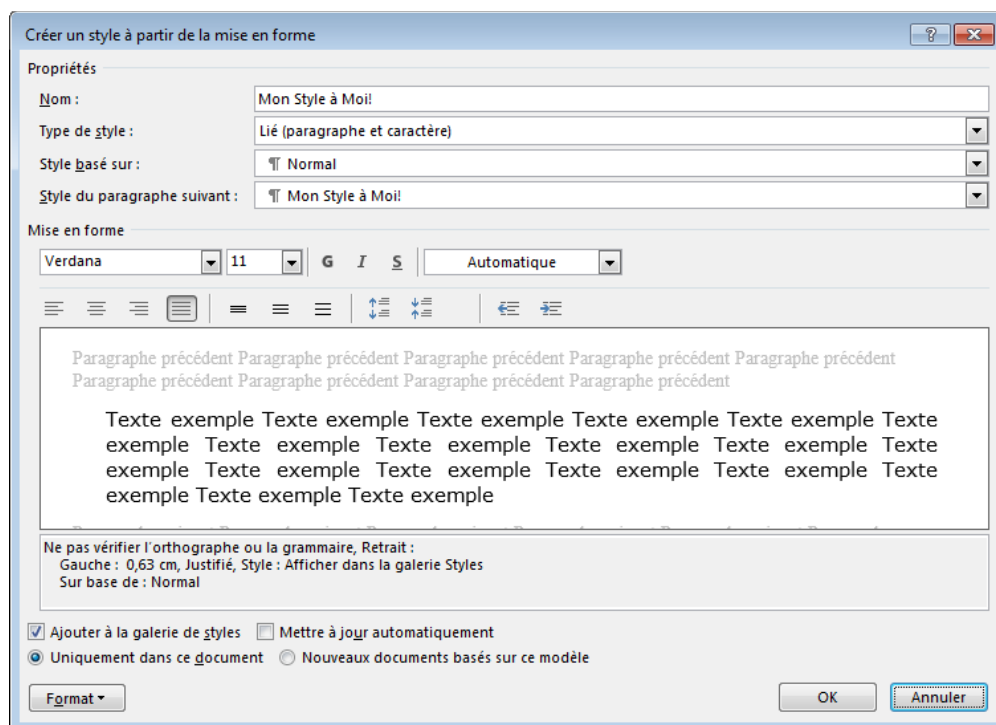 Créer un style à partir de la mise en forme
Propriétés
Nom :
Mon Style à Moi!
Type de style :
Lié (paragraphe et caractère)
Style basé sur :
¶ Normal
Style du paragraphe suivant :
¶ Mon Style à Moi!
Mise en forme
Verdana 11 G I S Automatique
Paragraphe précédent Paragraphe précédent Paragraphe précédent Paragraphe précédent Paragraphe précédent
Paragraphe précédent Paragraphe précédent Paragraphe précédent Paragraphe précédent
Texte exemple Texte exemple Texte exemple Texte exemple Texte exemple Texte
exemple Texte exemple Texte exemple Texte exemple Texte exemple Texte
exemple Texte exemple Texte exemple Texte exemple Texte exemple Texte
exemple Texte exemple Texte exemple
Ne pas vérifier l'orthographe ou la grammaire, Retrait :
Gauche : 0,63 cm, Justifié, Style : Afficher dans la galerie Styles
Sur base de : Normal
Ajouter à la galerie de styles Mettre à jour automatiquement
Uniquement dans ce document Nouveaux documents basés sur ce modèle
Format OK Annuler